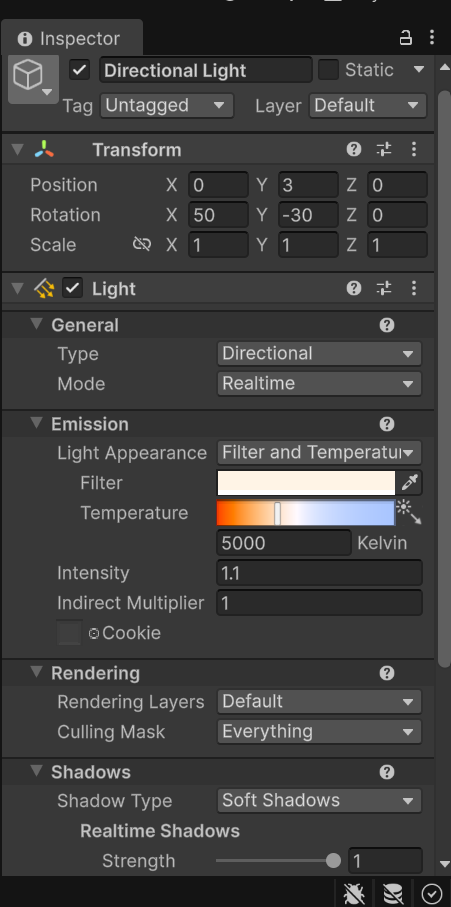 Inspector
Directional Light Static
Tag Untagged Layer Default
Transform
Position X 0 Y 3 Z 0
Rotation X 50 Y -30 Z 0
Scale X 1 Y 1 Z 1
Light
General
Type Directional
Mode Realtime
Emission
Light Appearance Filter and Temperatur
Filter
Temperature
5000 Kelvin
Intensity 1.1
Indirect Multiplier 1
Cookie
Rendering
Rendering Layers Default
Culling Mask Everything
Shadows
Shadow Type Soft Shadows
Realtime Shadows
Strength 1